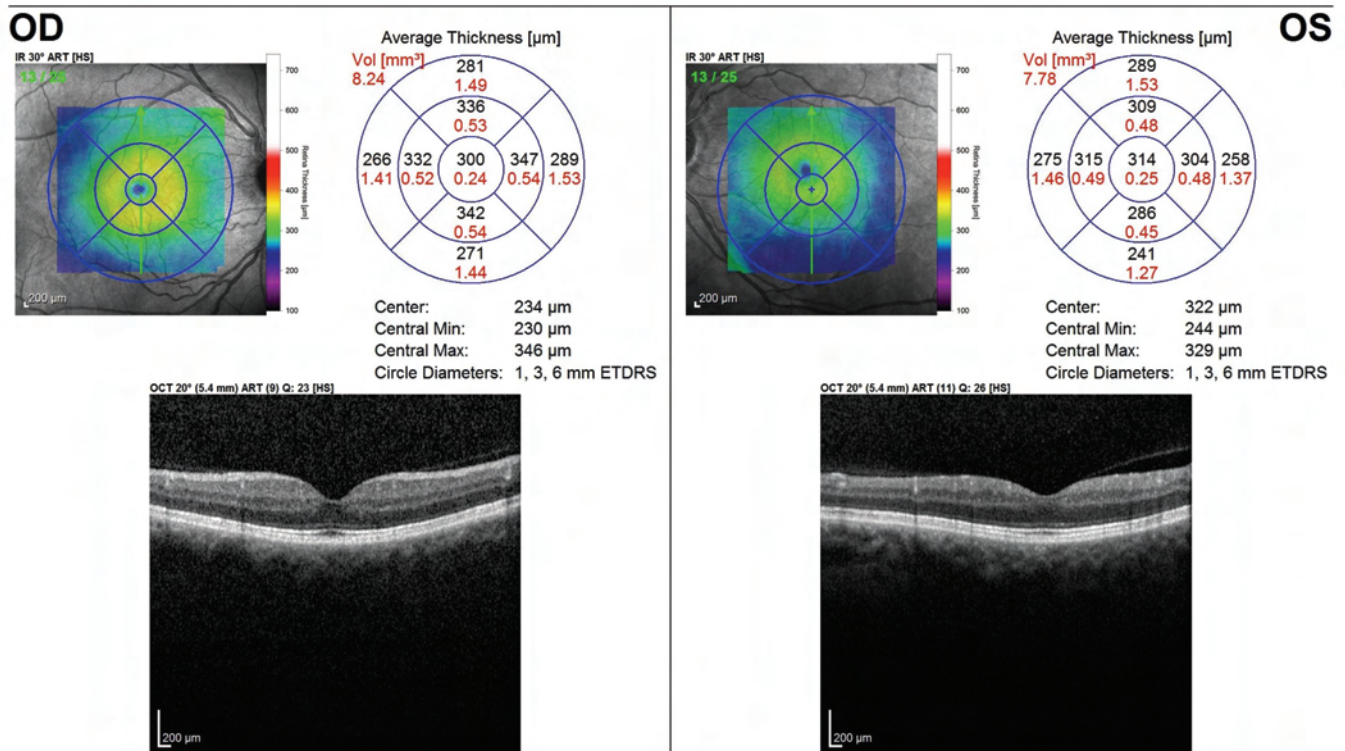 OD
IR 30° ART [HS]
13 / 25
200 µm
700
600
500
400
300
200
100
Retina Thickness [µm]
Average Thickness [µm]
Vol [mm³]
8.24
281
1.49
336
0.53
266 332 300 347 289
1.41 0.52 0.24 0.54 1.53
342
0.54
271
1.44
Center: 234 µm
Central Min: 230 µm
Central Max: 346 µm
Circle Diameters: 1, 3, 6 mm ETDRS
OCT 20° (5.4 mm) ART (9) Q: 23 [HS]
200 µm
OS
IR 30° ART [HS]
13 / 25
200 µm
700
600
500
400
300
200
100
Retina Thickness [µm]
Average Thickness [µm]
Vol [mm³]
7.78
289
1.53
309
0.48
275 315 314 304 258
1.46 0.49 0.25 0.48 1.37
286
0.45
241
1.27
Center: 322 µm
Central Min: 244 µm
Central Max: 329 µm
Circle Diameters: 1, 3, 6 mm ETDRS
OCT 20° (5.4 mm) ART (11) Q: 26 [HS]
200 µm